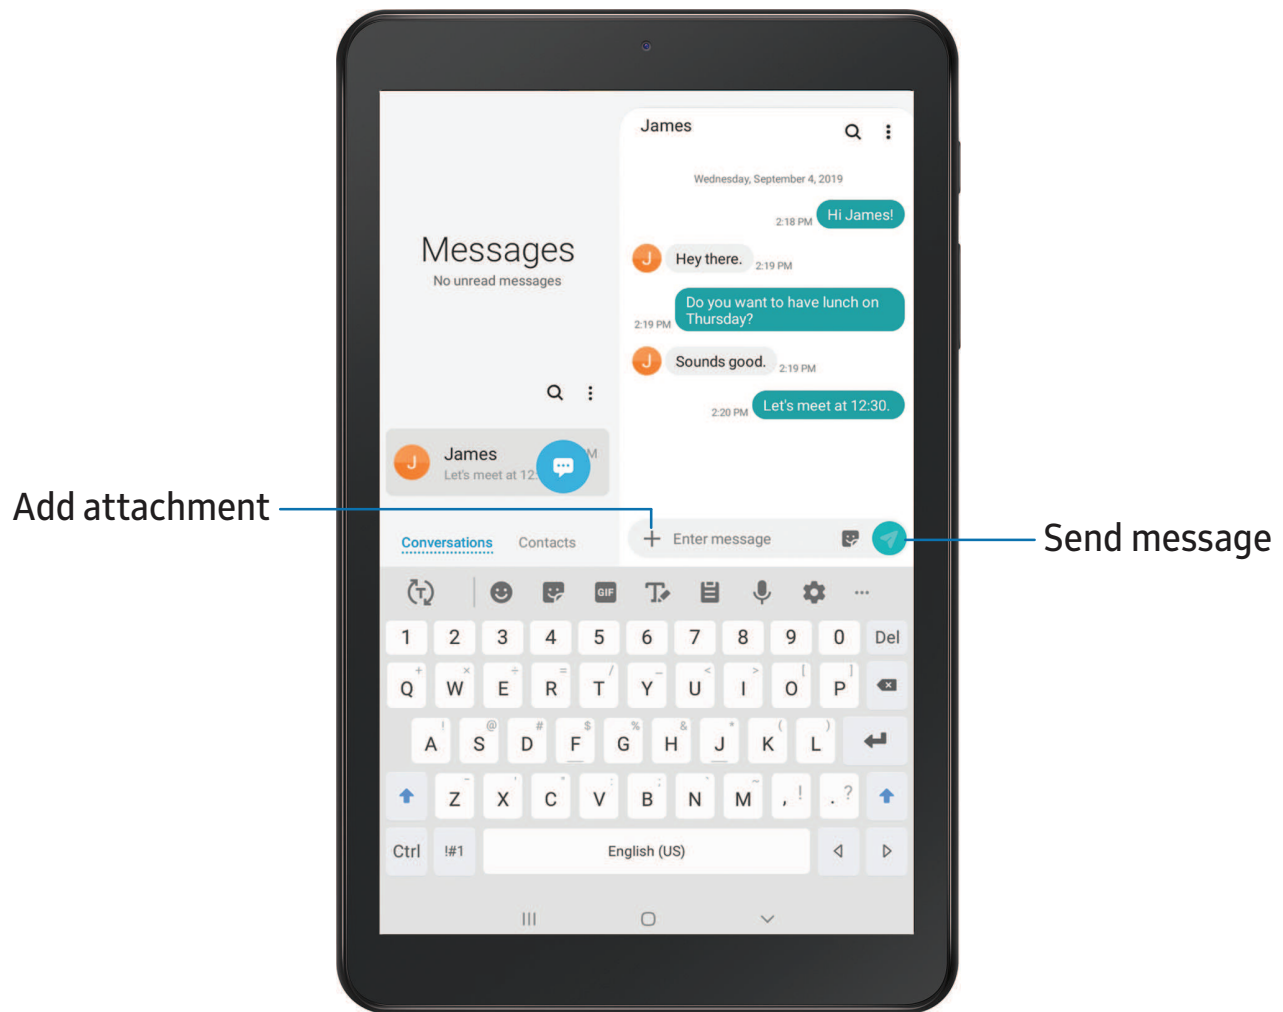 James
Wednesday, September 4, 2019
2:18 PM Hi James!
Messages
No unread messages
J Hey there. 2:19 PM
Do you want to have lunch on
2:19 PM Thursday?
J Sounds good. 2:19 PM
2:20 PM Let's meet at 12:30.
J James M
Let's meet at 12:
Add attachment
Conversations Contacts
+ Enter message
Send message
T GIF T
1 2 3 4 5 6 7 8 9 0 Del
+ × ÷ = / _ < > [ ]
Q W E R T Y U I O P
! @ # $ % & * ( )
A S D F G H J K L
- ' " : ; ` ~ ! ?
Z X C V B N M , .
Ctrl !#1 English (US)